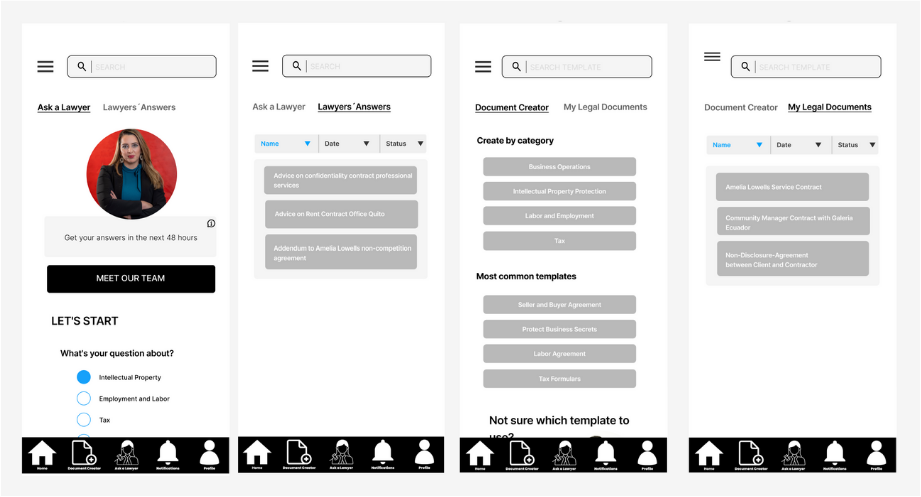 SEARCH
Ask a Lawyer
Lawyers´Answers
Get your answers in the next 48 hours
MEET OUR TEAM
LET'S START
What's your question about?
Intellectual Property
Employment and Labor
Tax
Home
Document Creator
Ask a Lawyer
Notifications
Profile
SEARCH
Ask a Lawyer
Lawyers´Answers
Name
Date
Status
Advice on confidentiality contract professional
services
Advice an Rent Contract Office Quito
Addendum to Amelia Lowells non-competition
agreement
Home
Document Creator
Ask a Lawyer
Notifications
Profile
SEARCH TEMPLATE
Document Creator
My Legal Documents
Create by category
Business Operations
Intellectual Property Protection
Labor and Employment
Tax
Most common templates
Seller and Buyer Agreement
Protect Business Secrets
Labor Agreement
Tax Formulars
Not sure which template to
use?
Home
Document Creator
Ask a Lawyer
Notifications
Profile
SEARCH TEMPLATE
Document Creator
My Legal Documents
Name
Date
Status
Amelia Lowells Service Contract
Community Manager Contract with Galeria
Ecuador
Non-Disclosure-Agreement
between Client and Contractor
Home
Document Creator
Ask a Lawyer
Notifications
Profile